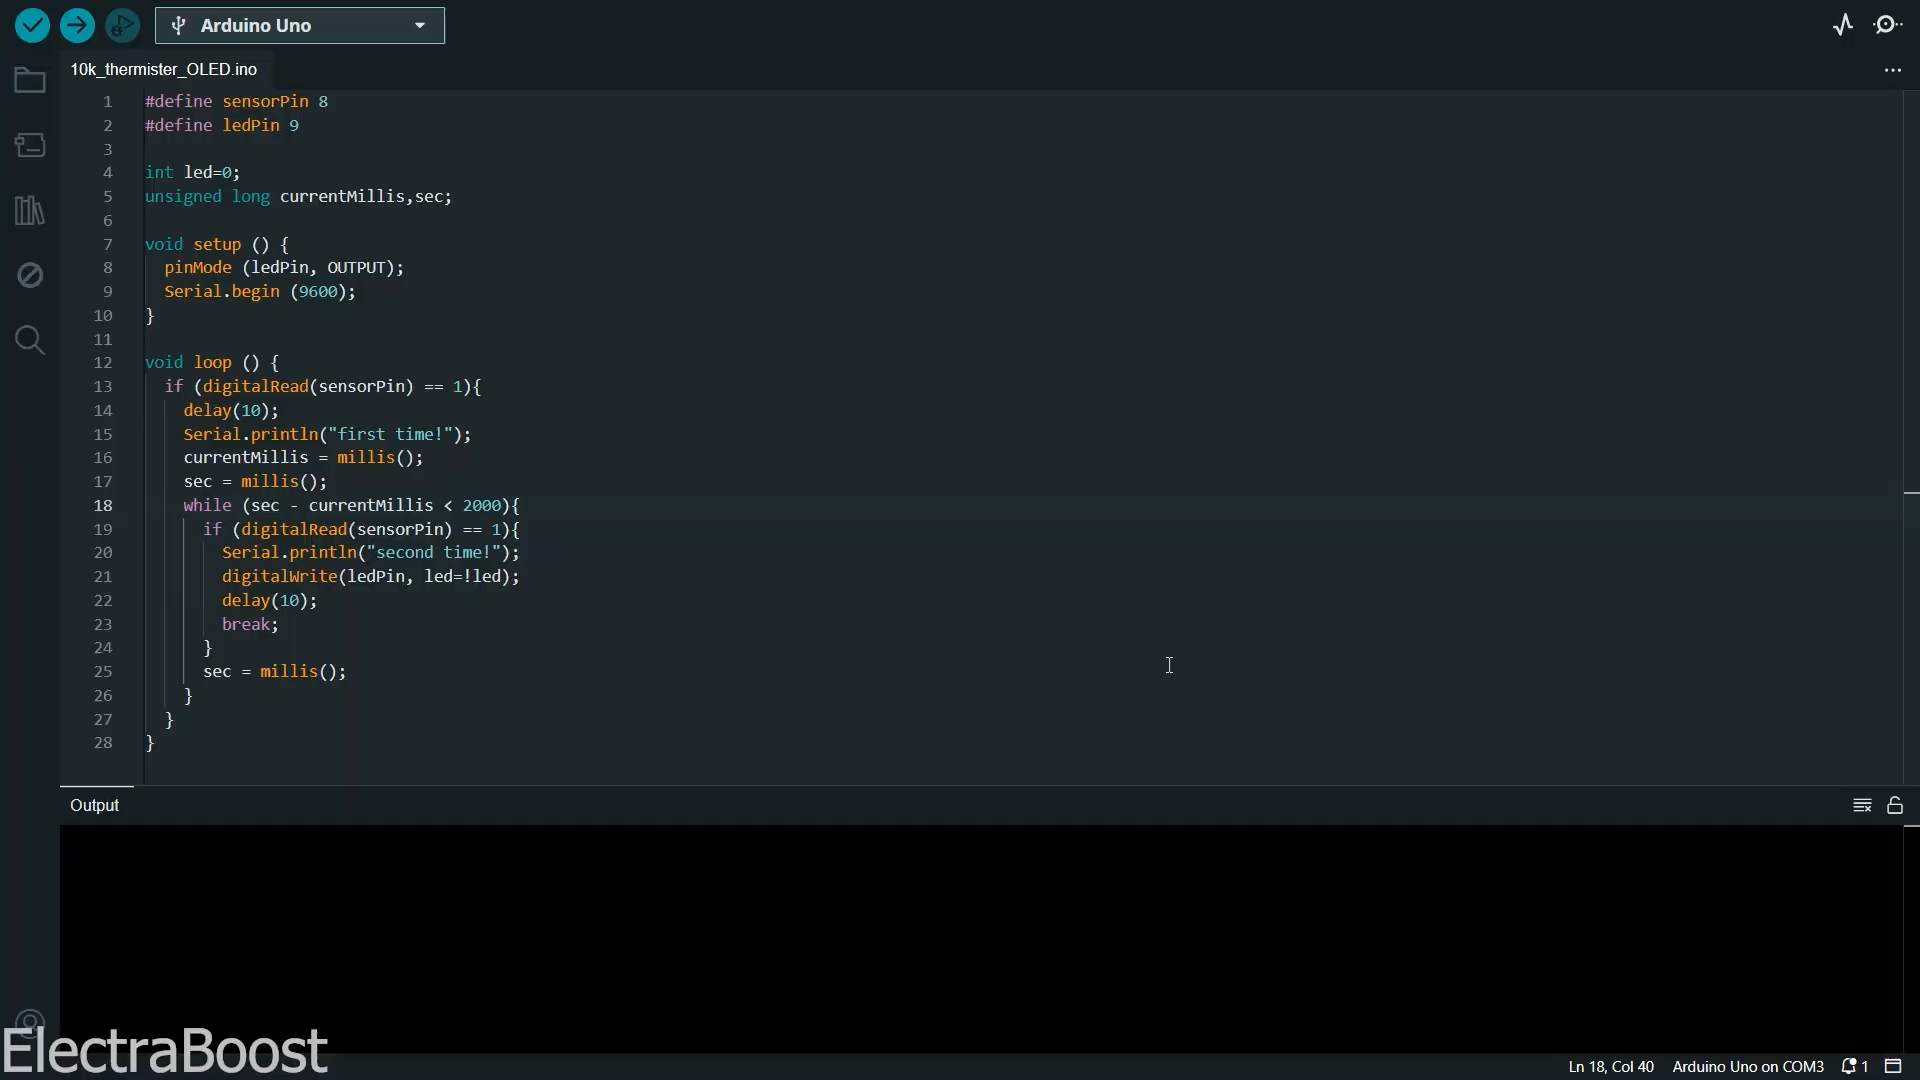 Arduino Uno
10k_thermister_OLED.ino
1 #define sensorPin 8
2 #define ledPin 9
3
4 int led=0;
5 unsigned long currentMillis,sec;
6
7 void setup () {
8   pinMode (ledPin, OUTPUT);
9   Serial.begin (9600);
10 }
11
12 void loop () {
13   if (digitalRead(sensorPin) == 1){
14     delay(10);
15     Serial.println("first time!");
16     currentMillis = millis();
17     sec = millis();
18     while (sec - currentMillis < 2000){
19       if (digitalRead(sensorPin) == 1){
20         Serial.println("second time!");
21         digitalWrite(ledPin, led=!led);
22         delay(10);
23         break;
24       }
25       sec = millis();
26     }
27   }
28 }
Output
ElectraBoost
Ln 18, Col 40 Arduino Uno on COM3 1